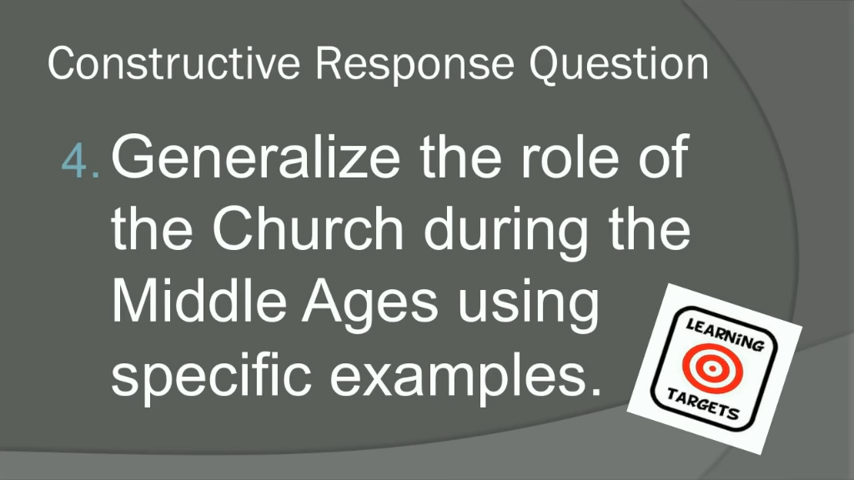 Constructive Response Question
4. Generalize the role of
the Church during the
Middle Ages using
specific examples.
LEARNiNG
TARGETS